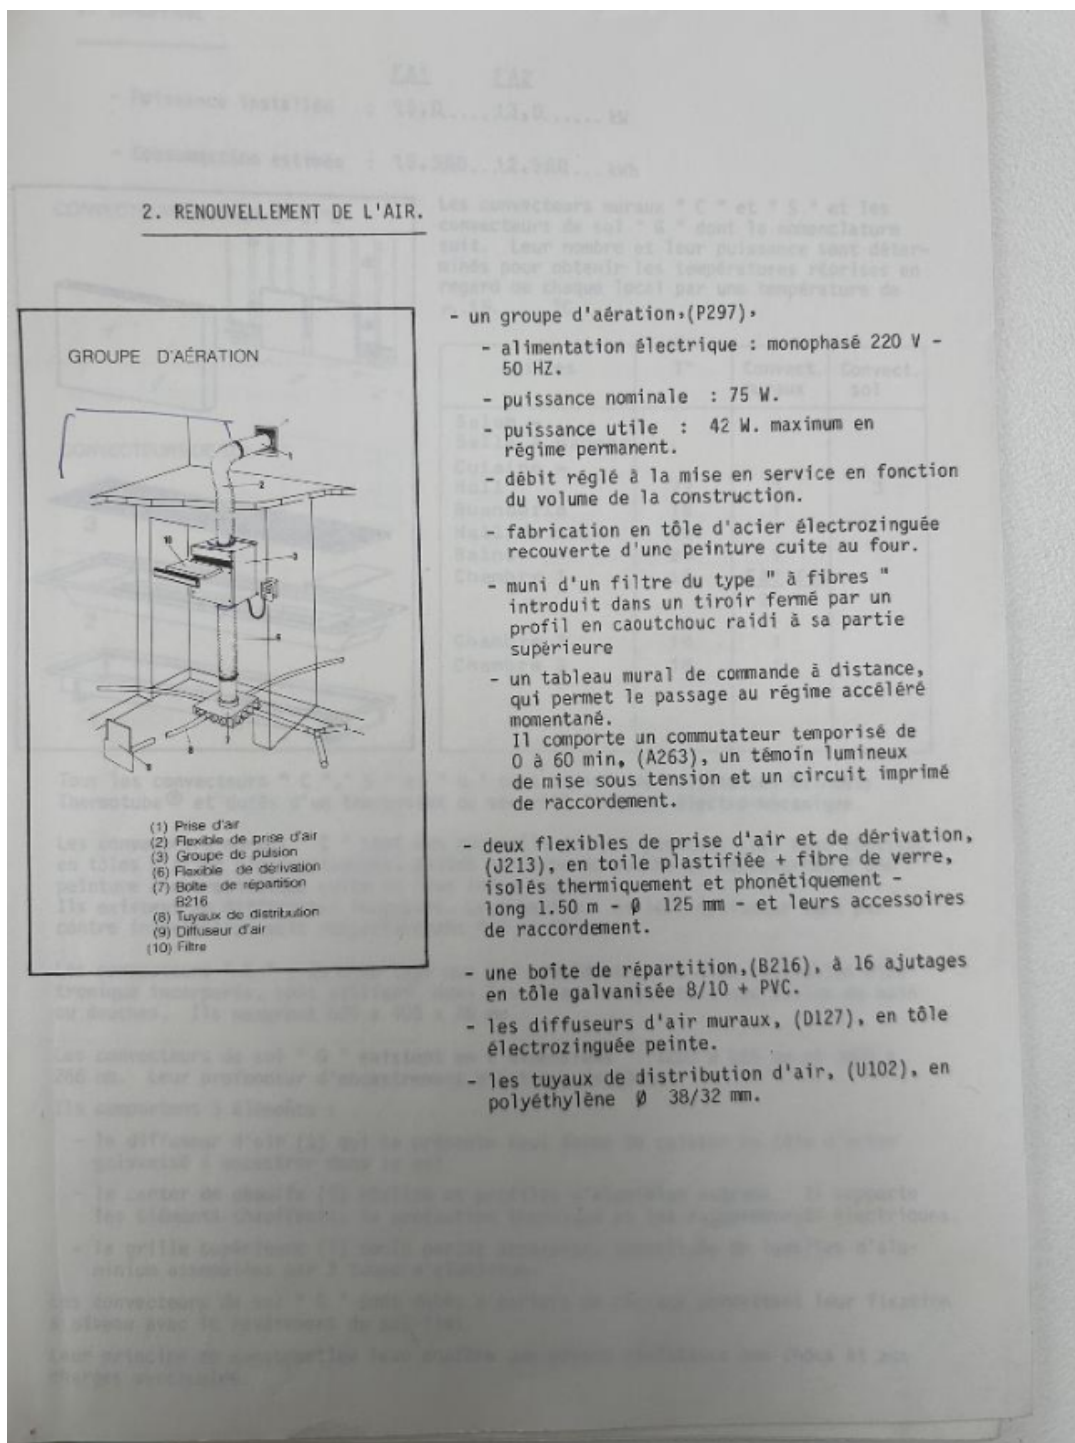 2. RENOUVELLEMENT DE L'AIR.
GROUPE D'AÉRATION
1
2
10
3
6
8
7
9
(1) Prise d'air
(2) Flexible de prise d'air
(3) Groupe de pulsion
(6) Flexible de dérivation
(7) Boîte de répartition
B216
(8) Tuyaux de distribution
(9) Diffuseur d'air
(10) Filtre
- un groupe d'aération,(P297),
- alimentation électrique : monophasé 220 V -
50 HZ.
- puissance nominale : 75 W.
- puissance utile : 42 W. maximum en
régime permanent.
- débit réglé à la mise en service en fonction
du volume de la construction.
- fabrication en tôle d'acier électrozinguée
recouverte d'une peinture cuite au four.
- muni d'un filtre du type " à fibres "
introduit dans un tiroir fermé par un
profil en caoutchouc raidi à sa partie
supérieure
- un tableau mural de commande à distance,
qui permet le passage au régime accéléré
momentané.
Il comporte un commutateur temporisé de
0 à 60 min, (A263), un témoin lumineux
de mise sous tension et un circuit imprimé
de raccordement.
- deux flexibles de prise d'air et de dérivation,
(J213), en toile plastifiée + fibre de verre,
isolés thermiquement et phonétiquement -
long 1.50 m - Ø 125 mm - et leurs accessoires
de raccordement.
- une boîte de répartition,(B216), à 16 ajutages
en tôle galvanisée 8/10 + PVC.
- les diffuseurs d'air muraux, (D127), en tôle
électrozinguée peinte.
- les tuyaux de distribution d'air, (U102), en
polyéthylène Ø 38/32 mm.